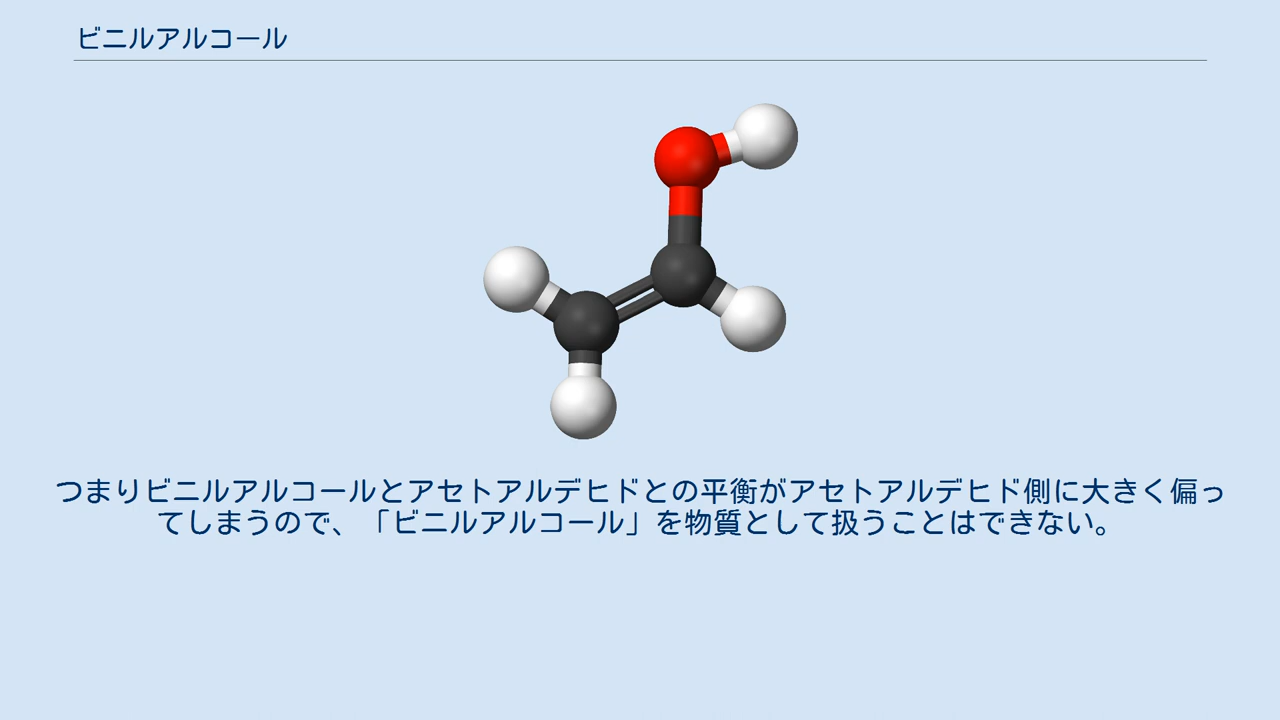 ビニルアルコール
つまりビニルアルコールとアセトアルデヒドとの平衡がアセトアルデヒド側に大きく偏っ
てしまうので、「ビニルアルコール」を物質として扱うことはできない。